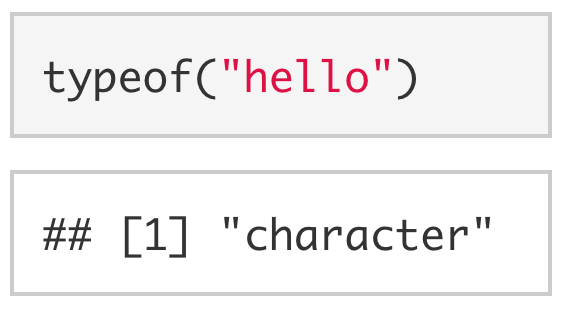 typeof("hello")
## [1] "character"